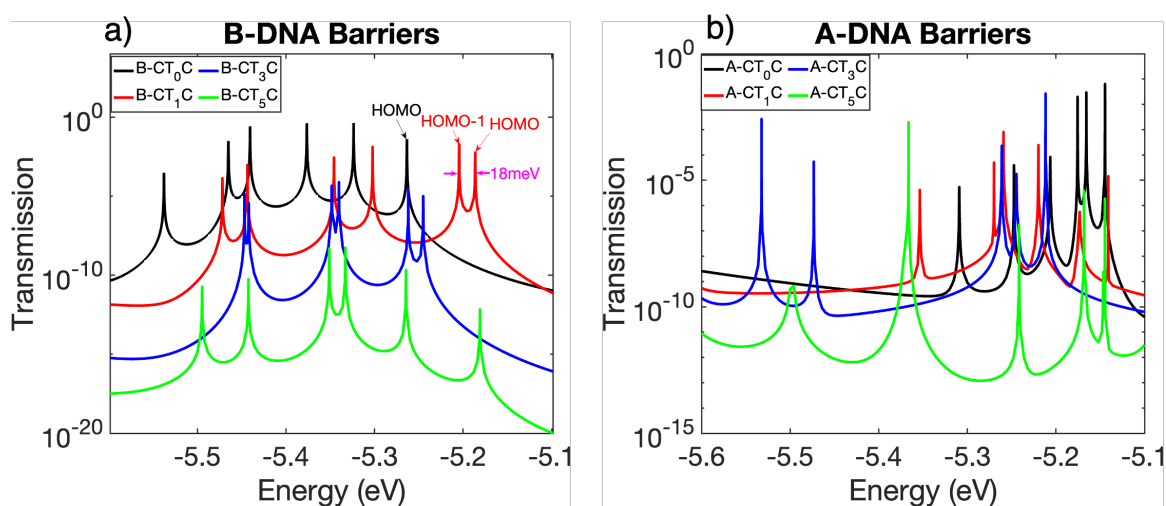 a)
B-DNA Barriers
B-CT0C
B-CT3C
B-CT1C
B-CT5C
HOMO
HOMO-1
HOMO
18meV
10^0
10^-10
10^-20
Transmission
-5.5
-5.4
-5.3
-5.2
-5.1
Energy (eV)
b)
A-DNA Barriers
A-CT0C
A-CT3C
A-CT1C
A-CT5C
10^0
10^-5
10^-10
10^-15
Transmission
-5.6
-5.5
-5.4
-5.3
-5.2
-5.1
Energy (eV)